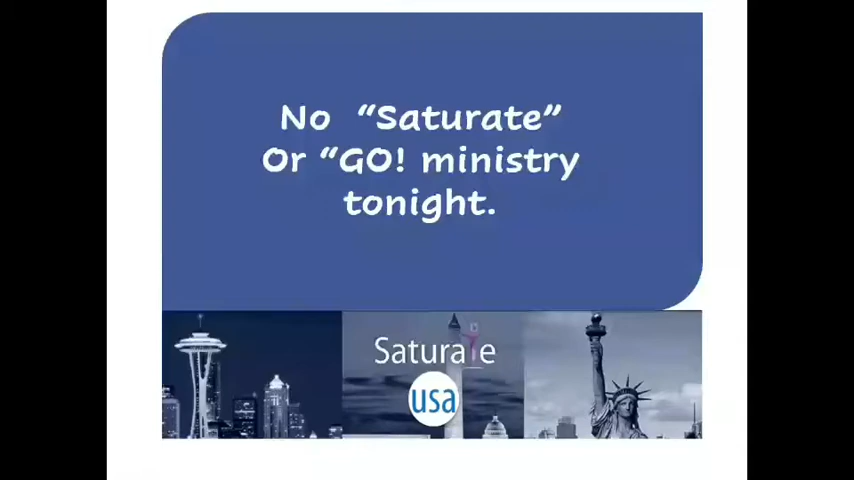 No “Saturate”
Or “GO! ministry
tonight.
Saturate
usa